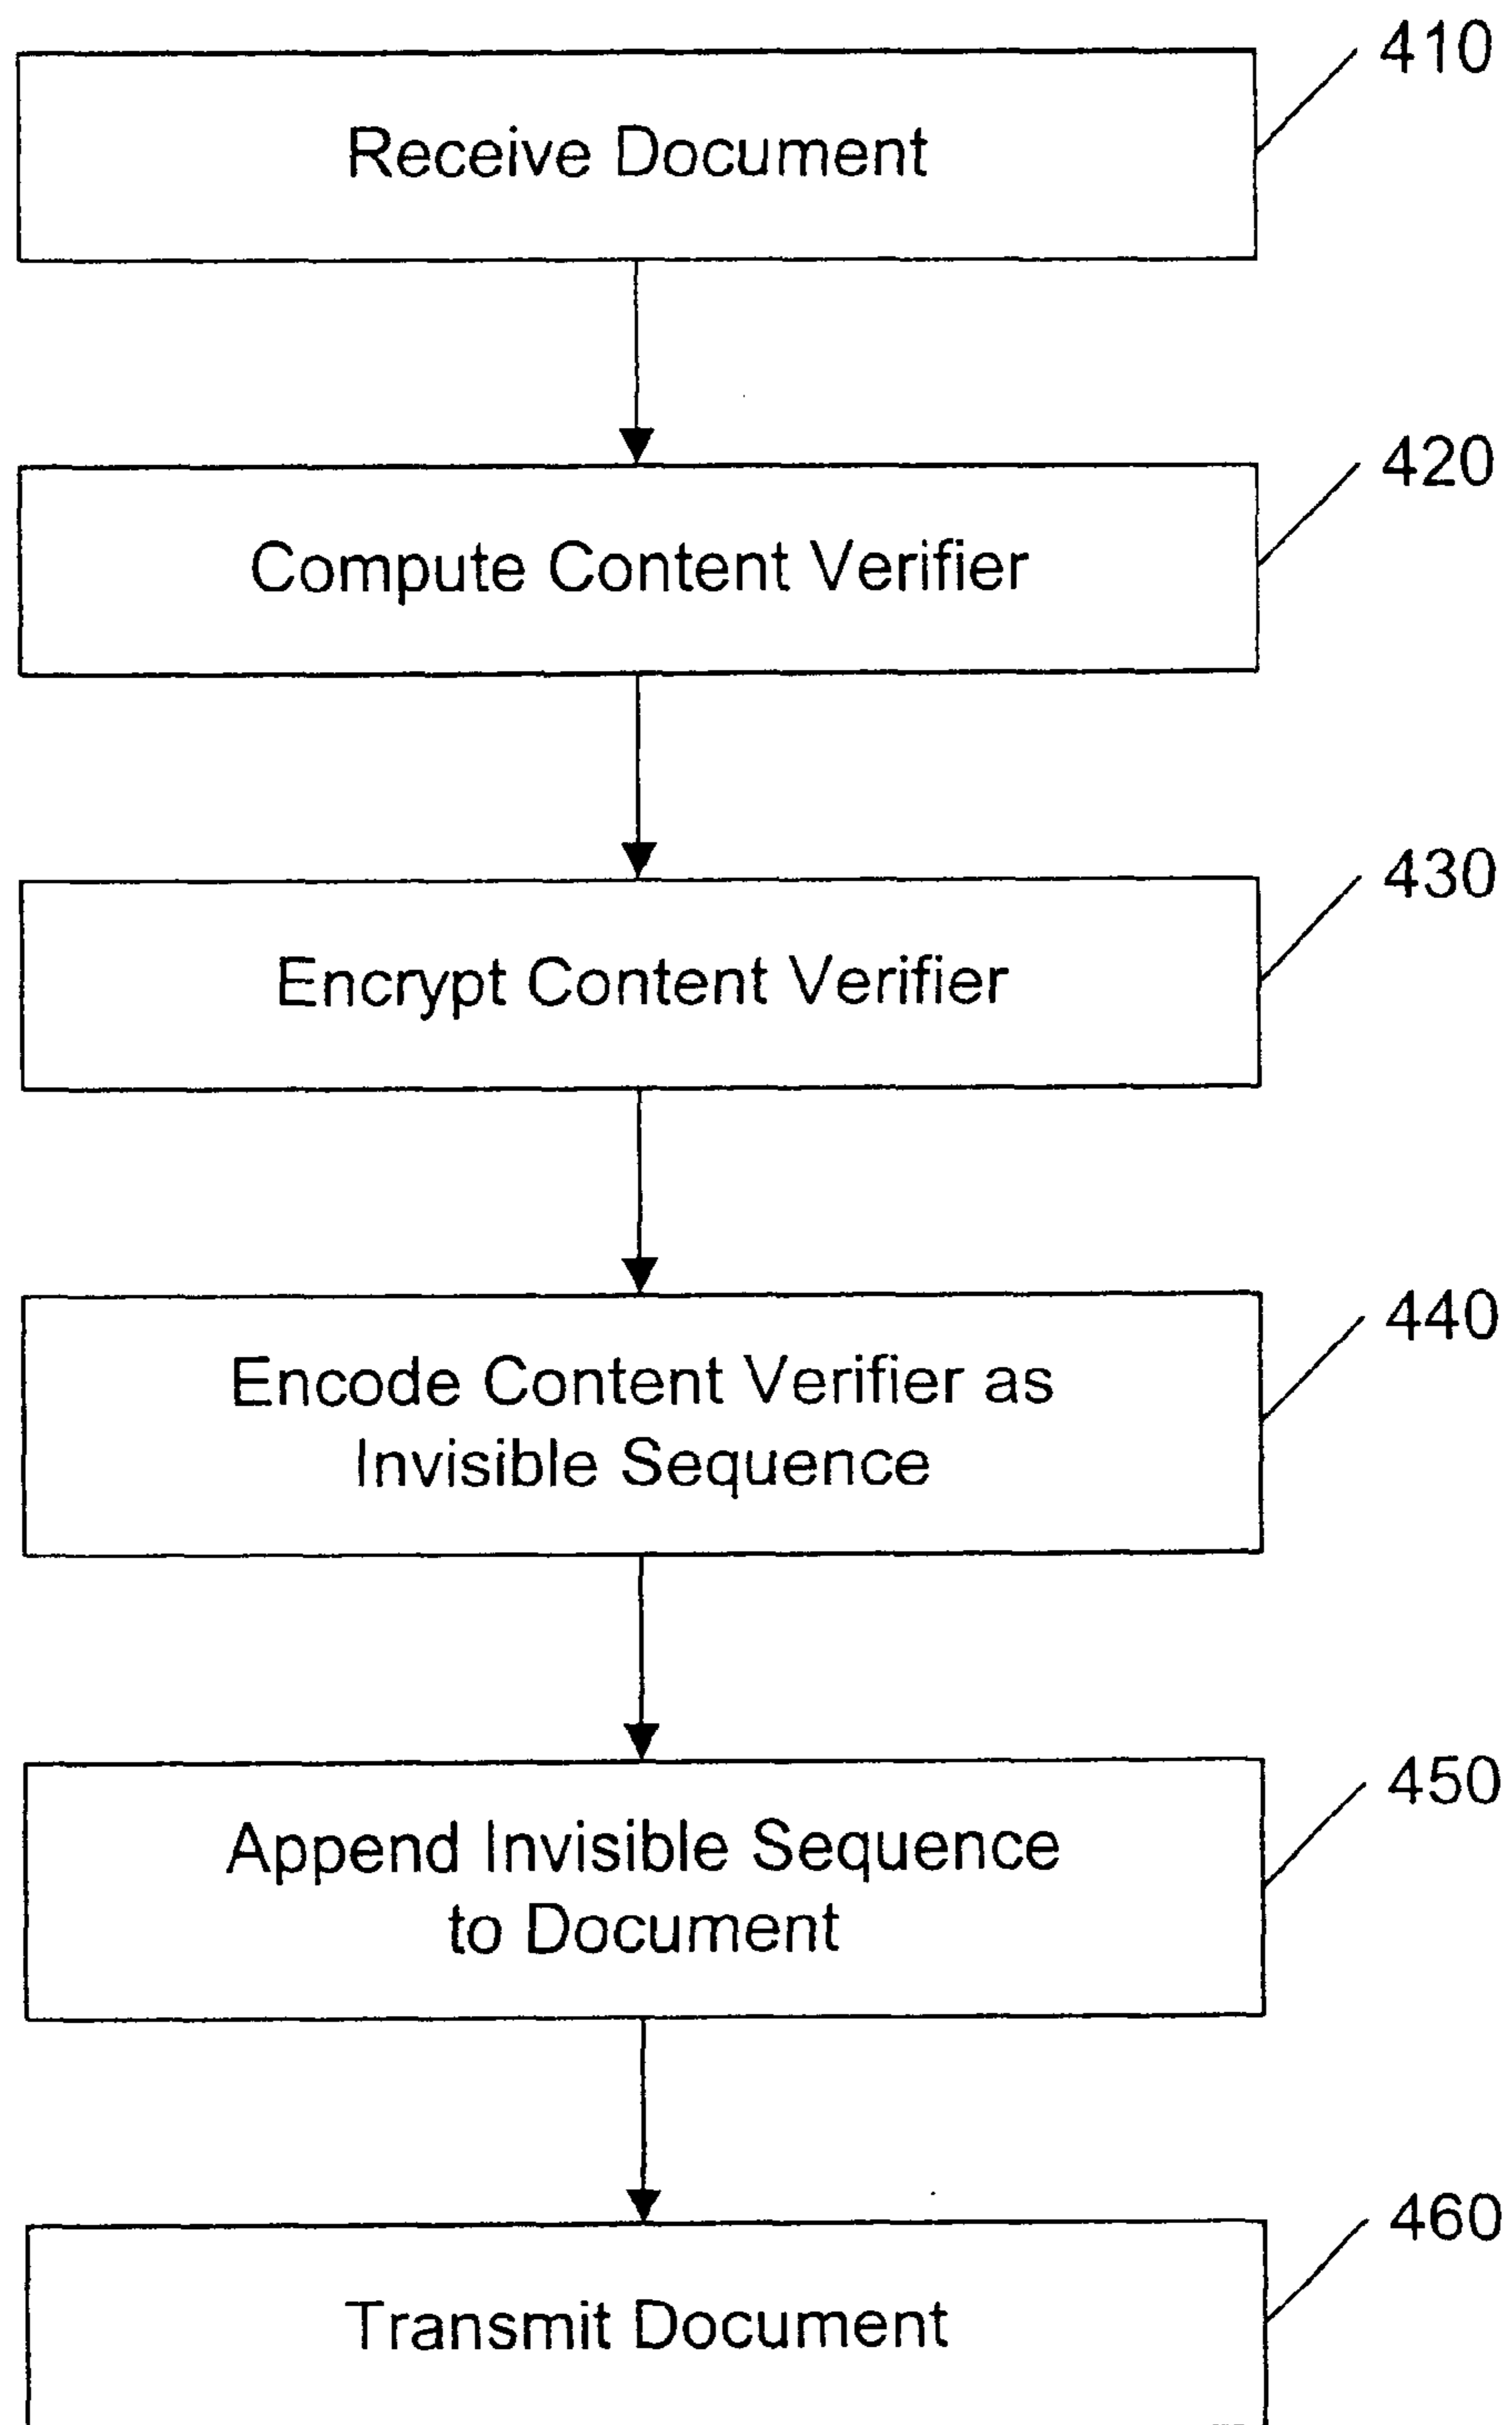 410
Receive Document
420
Compute Content Verifier
430
Encrypt Content Verifier
440
Encode Content Verifier as
Invisible Sequence
450
Append Invisible Sequence
to Document
460
Transmit Document